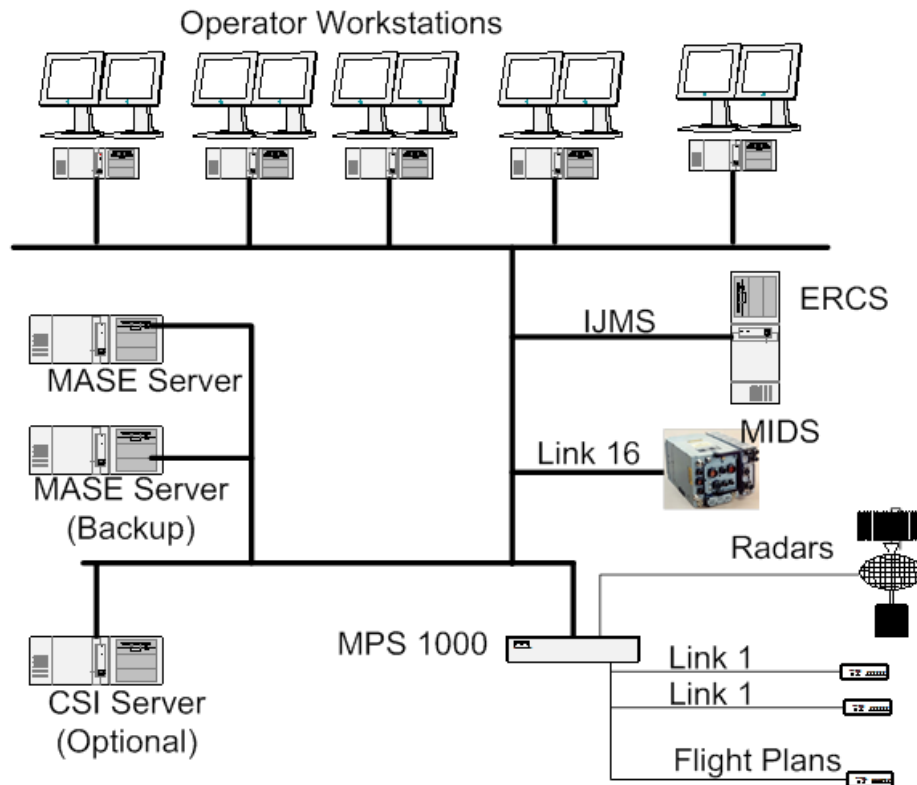 Operator Workstations
ERCS
IJMS
MASE Server
MIDS
Link 16
MASE Server
(Backup)
Radars
MPS 1000
Link 1
Link 1
CSI Server
(Optional)
Flight Plans